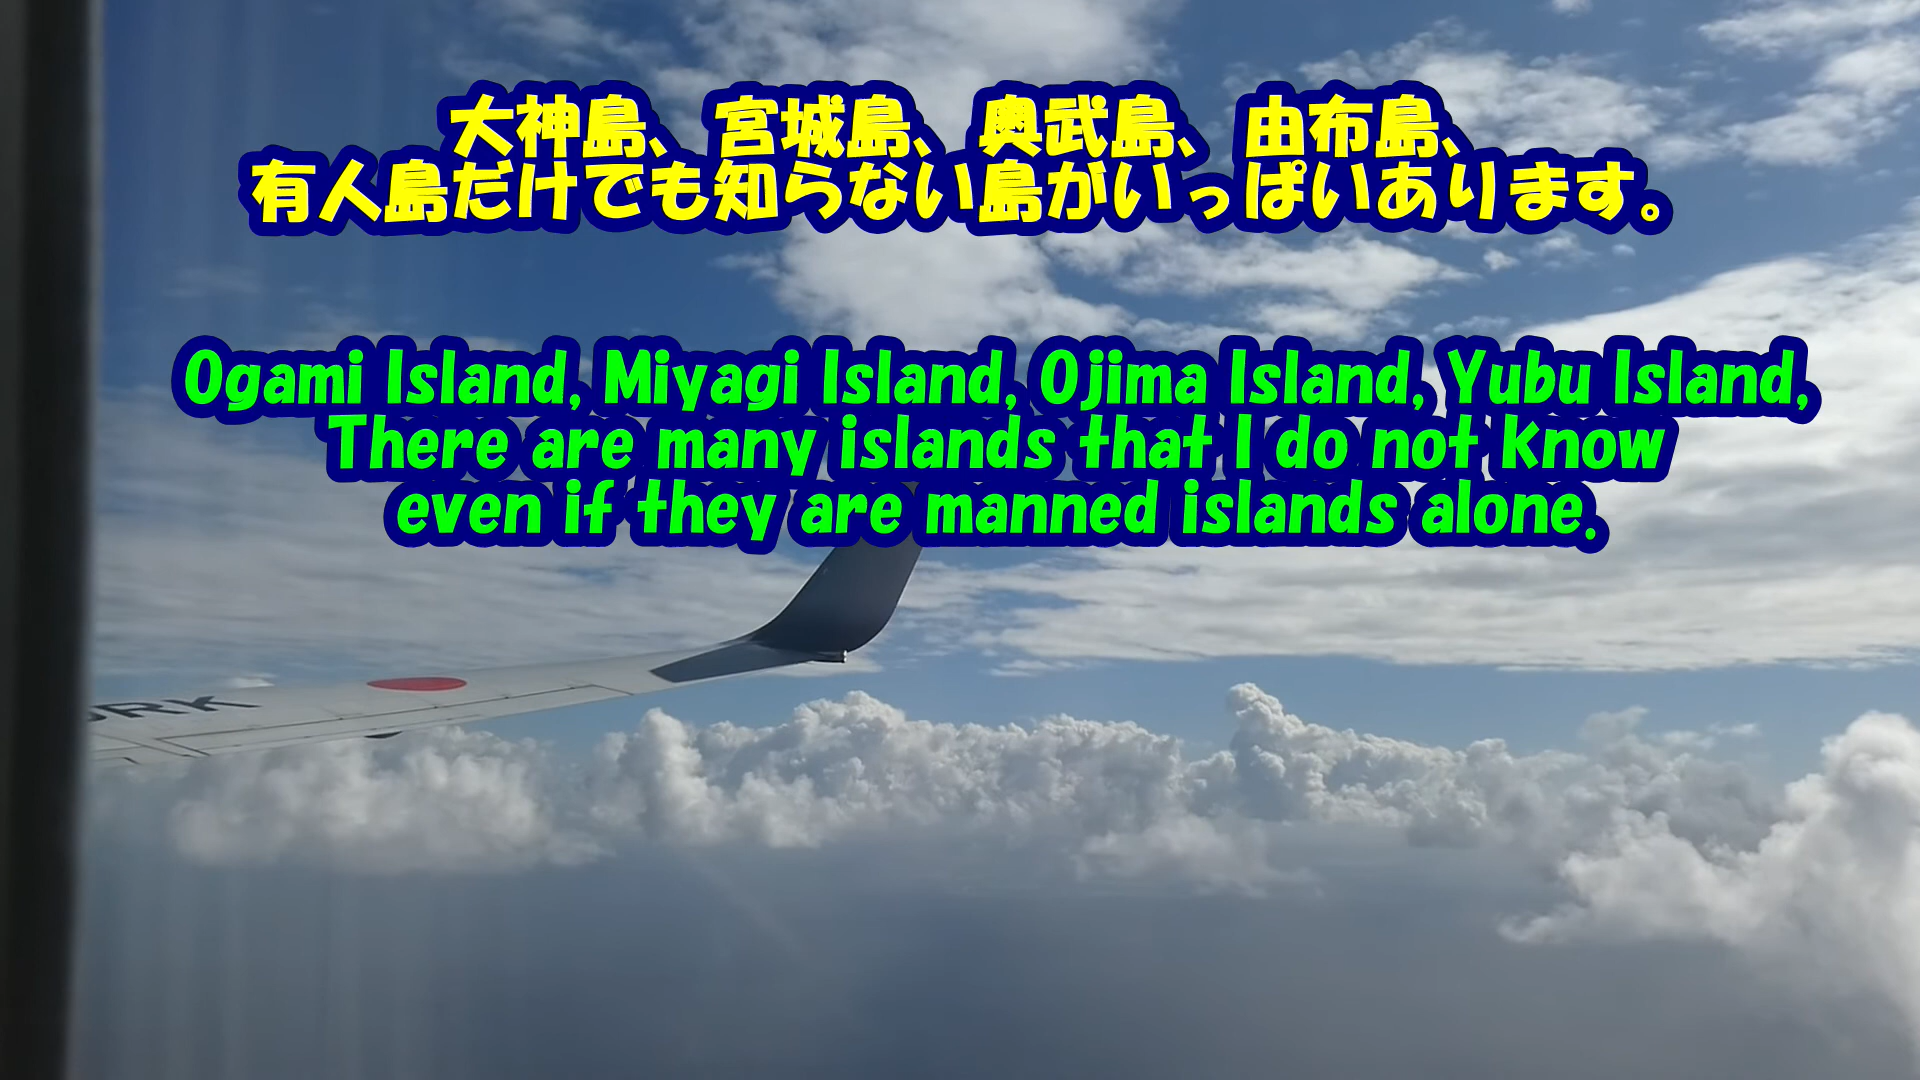 大神島、宮城島、奥武島、由布島、
有人島だけでも知らない島がいっぱいあります。
Ogami Island, Miyagi Island, Ojima Island, Yubu Island,
There are many islands that I do not know
even if they are manned islands alone.
RK